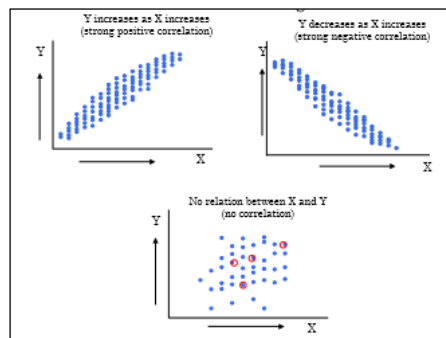 Y increases as X increases
(strong positive correlation)
Y
X
Y decreases as X increases
(strong negative correlation)
Y
X
No relation between X and Y
(no correlation)
Y
X